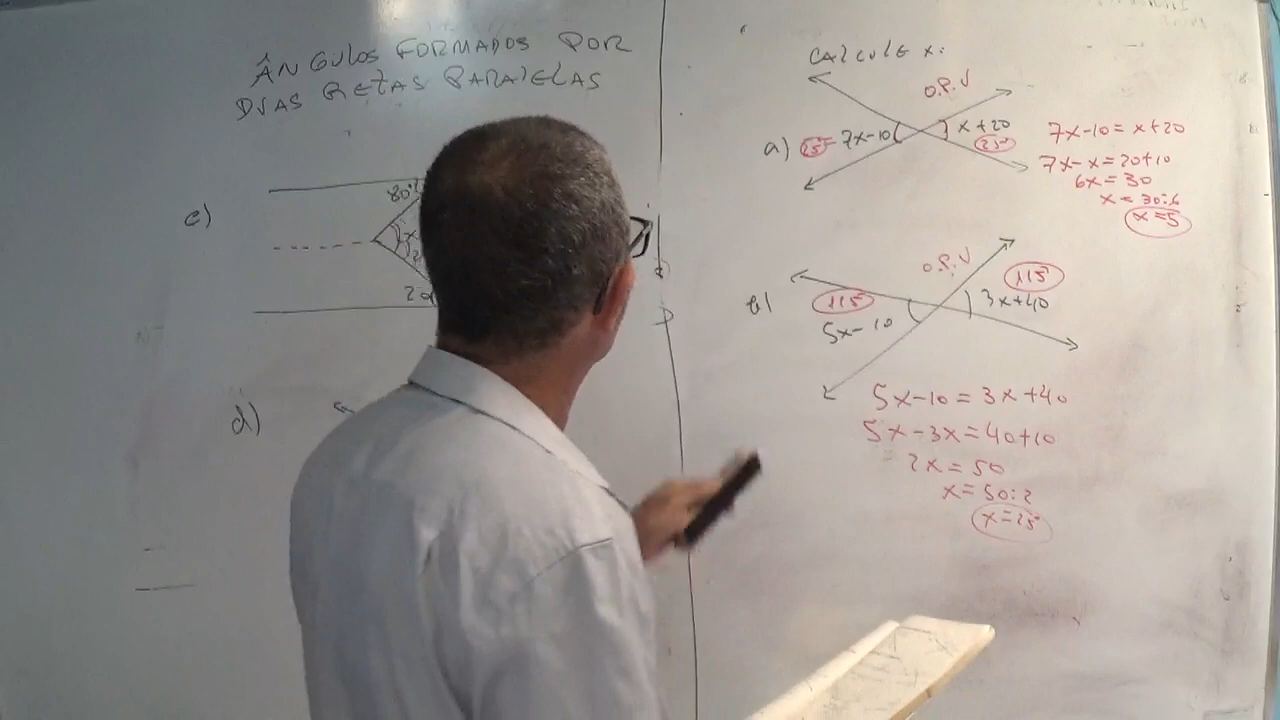 ÂNGULOS FORMADOS POR
DUAS RETAS PARALELAS
c)
80°
x
d)
CALCULE X:
O.P.V
a) 25° 7x-10 x+20
25°
7x-10=x+20
7x-x=20+10
6x=30
x=30:6
x=5
O.P.V
b) 115° 115°
5x-10 3x+40
5x-10=3x+40
5x-3x=40+10
2x=50
x=50:2
x=25